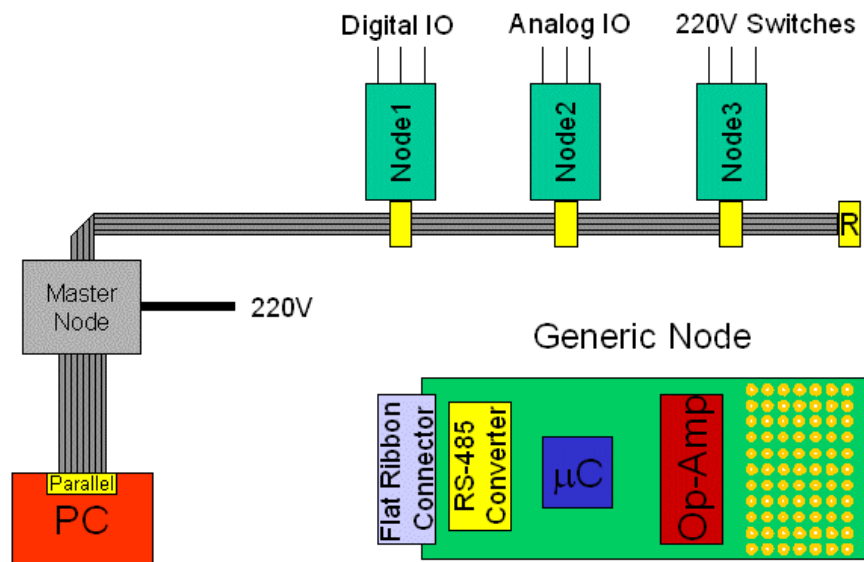 Digital IO
Analog IO
220V Switches
Node1
Node2
Node3
R
Master
Node
220V
Generic Node
Parallel
PC
Flat Ribbon
Connector
RS-485
Converter
µC
Op-Amp